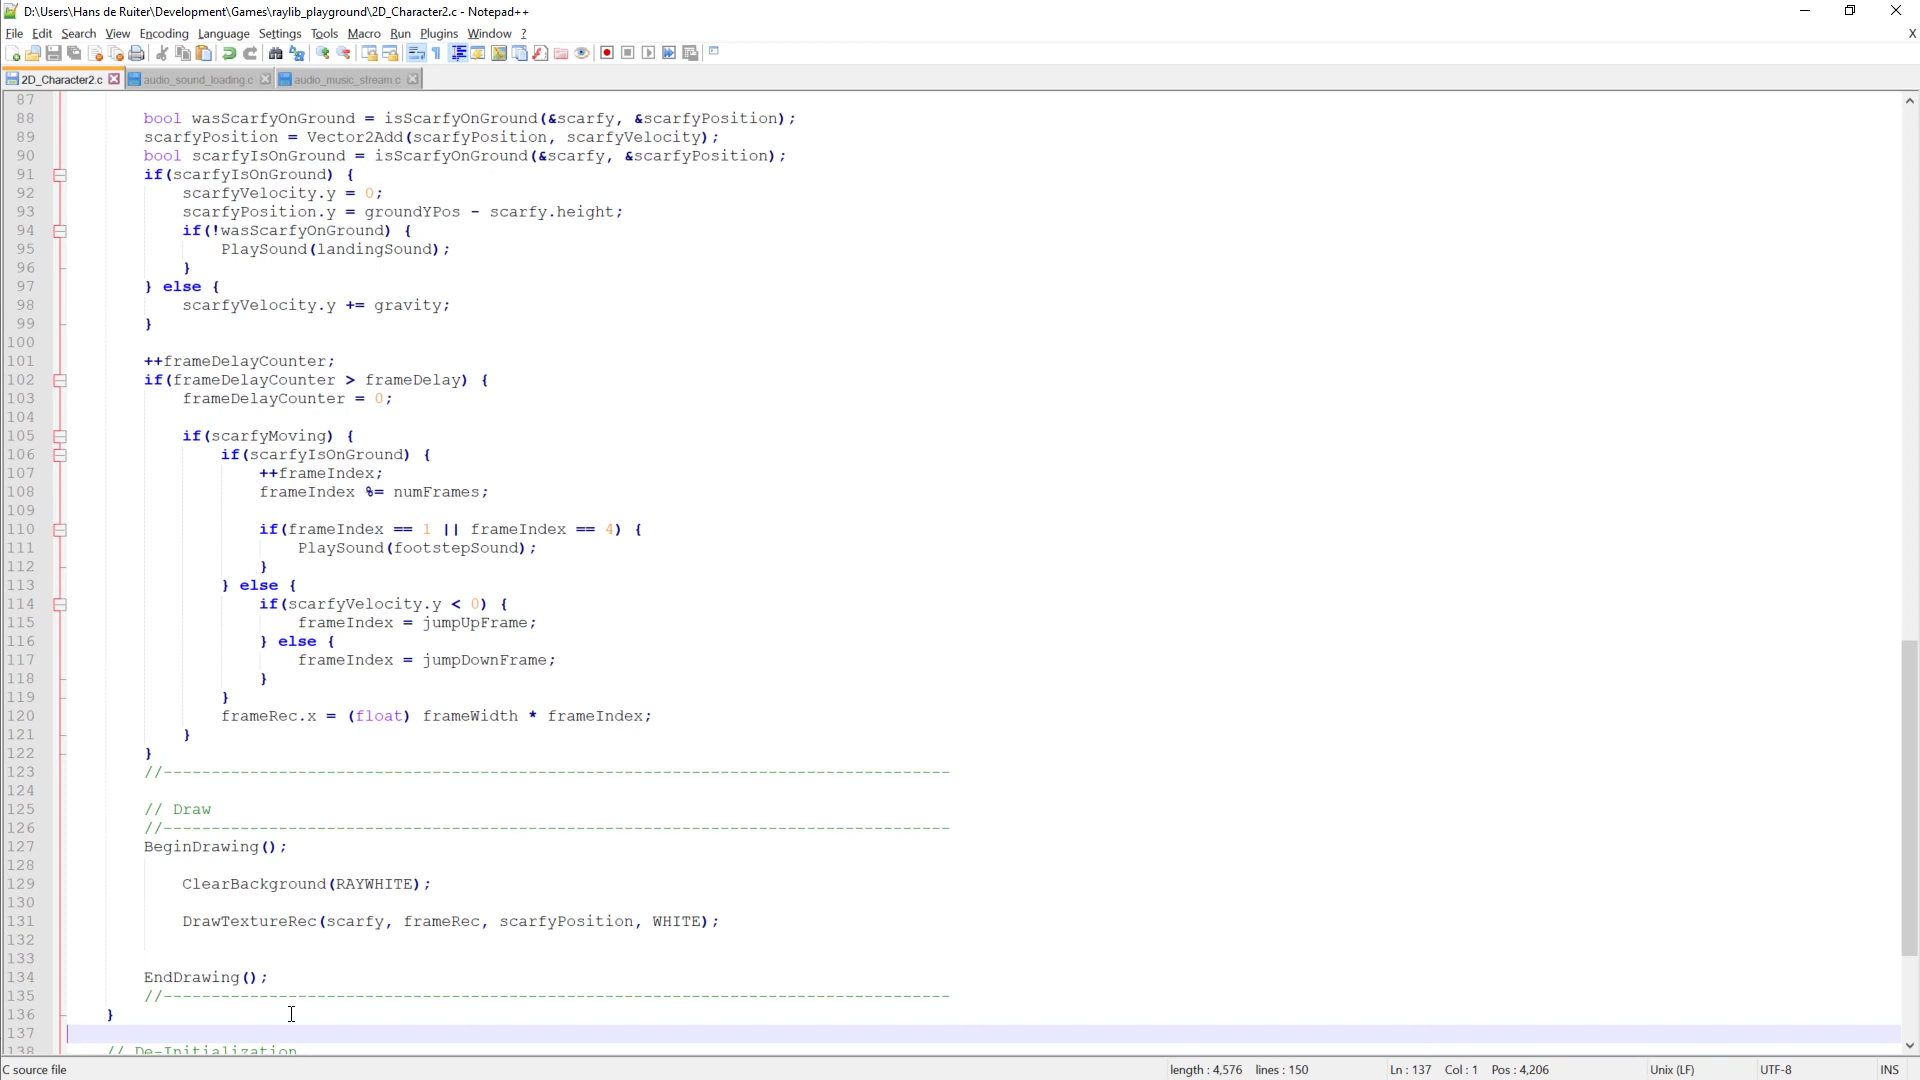 D:\Users\Hans de Ruiter\Development\Games\raylib_playground\2D_Character2.c - Notepad++
File Edit Search View Encoding Language Settings Tools Macro Run Plugins Window ? X
2D_Character2.c audio_sound_loading.c audio_music_stream.c
87
88 bool wasScarfyOnGround = isScarfyOnGround(&scarfy, &scarfyPosition);
89 scarfyPosition = Vector2Add(scarfyPosition, scarfyVelocity);
90 bool scarfyIsOnGround = isScarfyOnGround(&scarfy, &scarfyPosition);
91 if(scarfyIsOnGround) {
92 scarfyVelocity.y = 0;
93 scarfyPosition.y = groundYPos - scarfy.height;
94 if(!wasScarfyOnGround) {
95 PlaySound(landingSound);
96 }
97 } else {
98 scarfyVelocity.y += gravity;
99 }
100
101 ++frameDelayCounter;
102 if(frameDelayCounter > frameDelay) {
103 frameDelayCounter = 0;
104
105 if(scarfyMoving) {
106 if(scarfyIsOnGround) {
107 ++frameIndex;
108 frameIndex %= numFrames;
109
110 if(frameIndex == 1 || frameIndex == 4) {
111 PlaySound(footstepSound);
112 }
113 } else {
114 if(scarfyVelocity.y < 0) {
115 frameIndex = jumpUpFrame;
116 } else {
117 frameIndex = jumpDownFrame;
118 }
119 }
120 frameRec.x = (float) frameWidth * frameIndex;
121 }
122 }
123 //----------------------------------------------------------------------------------
124
125 // Draw
126 //----------------------------------------------------------------------------------
127 BeginDrawing();
128
129 ClearBackground(RAYWHITE);
130
131 DrawTextureRec(scarfy, frameRec, scarfyPosition, WHITE);
132
133
134 EndDrawing();
135 //----------------------------------------------------------------------------------
136 }
137
138 // De-Initialization
C source file length : 4,576 lines : 150 Ln : 137 Col : 1 Pos : 4,206 Unix (LF) UTF-8 INS